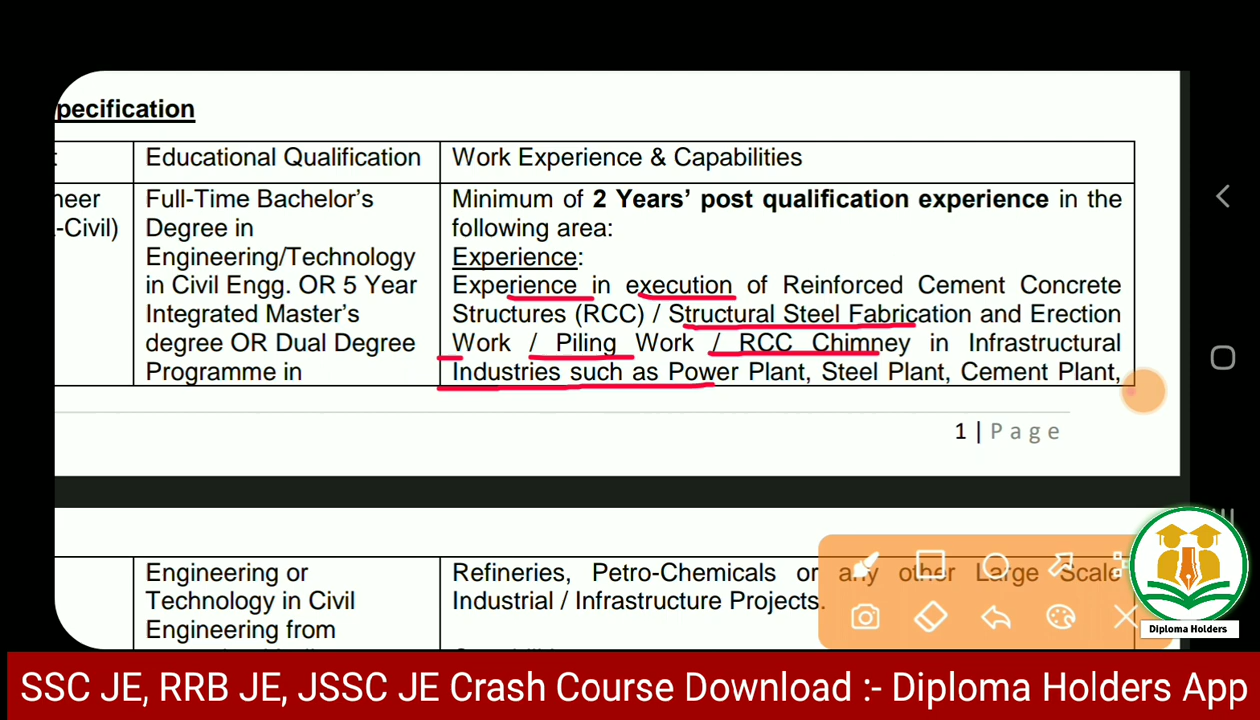 pecification
Educational Qualification
Work Experience & Capabilities
neer
-Civil)
Full-Time Bachelor's
Degree in
Engineering/Technology
in Civil Engg. OR 5 Year
Integrated Master's
degree OR Dual Degree
Programme in
Minimum of 2 Years' post qualification experience in the
following area:
Experience:
Experience in execution of Reinforced Cement Concrete
Structures (RCC) / Structural Steel Fabrication and Erection
Work / Piling Work / RCC Chimney in Infrastructural
Industries such as Power Plant, Steel Plant, Cement Plant,
1 | Page
Engineering or
Technology in Civil
Engineering from
Refineries, Petro-Chemicals or any other Large Scale
Industrial / Infrastructure Projects.
Diploma Holders
SSC JE, RRB JE, JSSC JE Crash Course Download :- Diploma Holders App